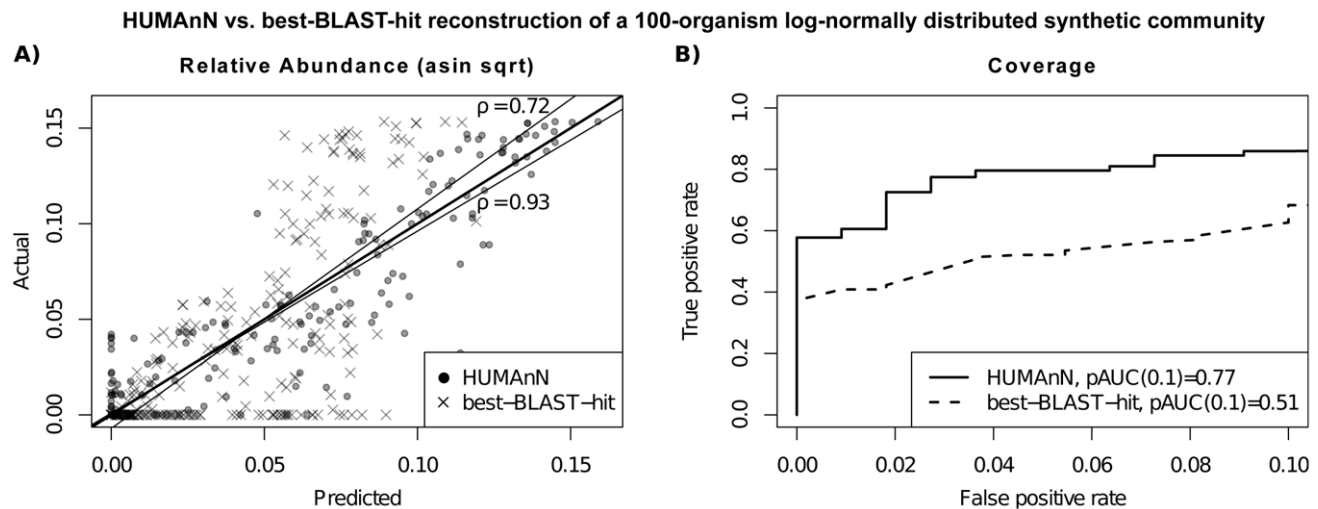 HUMAnN vs. best-BLAST-hit reconstruction of a 100-organism log-normally distributed synthetic community
A)
Relative Abundance (asin sqrt)
ρ=0.72
ρ=0.93
Actual
0.15
0.10
0.05
0.00
HUMAnN
best−BLAST−hit
0.00
0.05
0.10
0.15
Predicted
B)
Coverage
True positive rate
1.0
0.8
0.6
0.4
0.2
0.0
HUMAnN, pAUC(0.1)=0.77
best−BLAST−hit, pAUC(0.1)=0.51
0.00
0.02
0.04
0.06
0.08
0.10
False positive rate